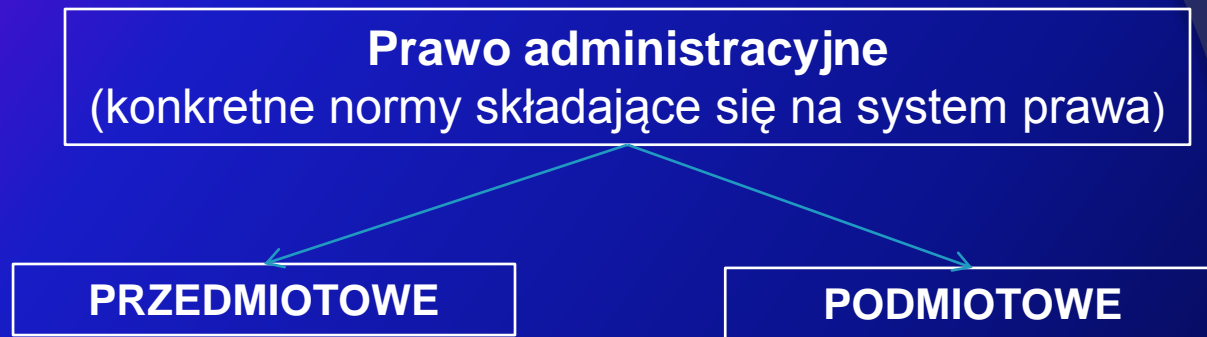 Prawo administracyjne
(konkretne normy składające się na system prawa)
PRZEDMIOTOWE
PODMIOTOWE